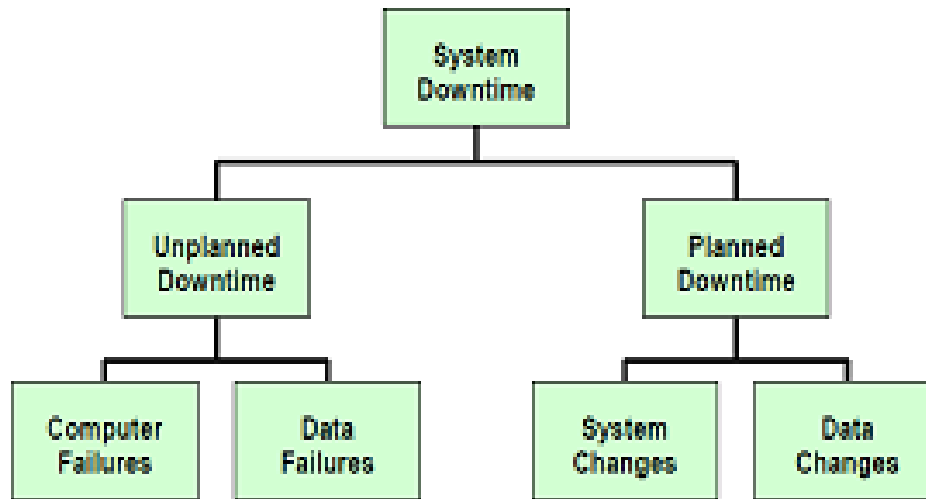 System
Downtime
Unplanned
Downtime
Planned
Downtime
Computer
Failures
Data
Failures
System
Changes
Data
Changes